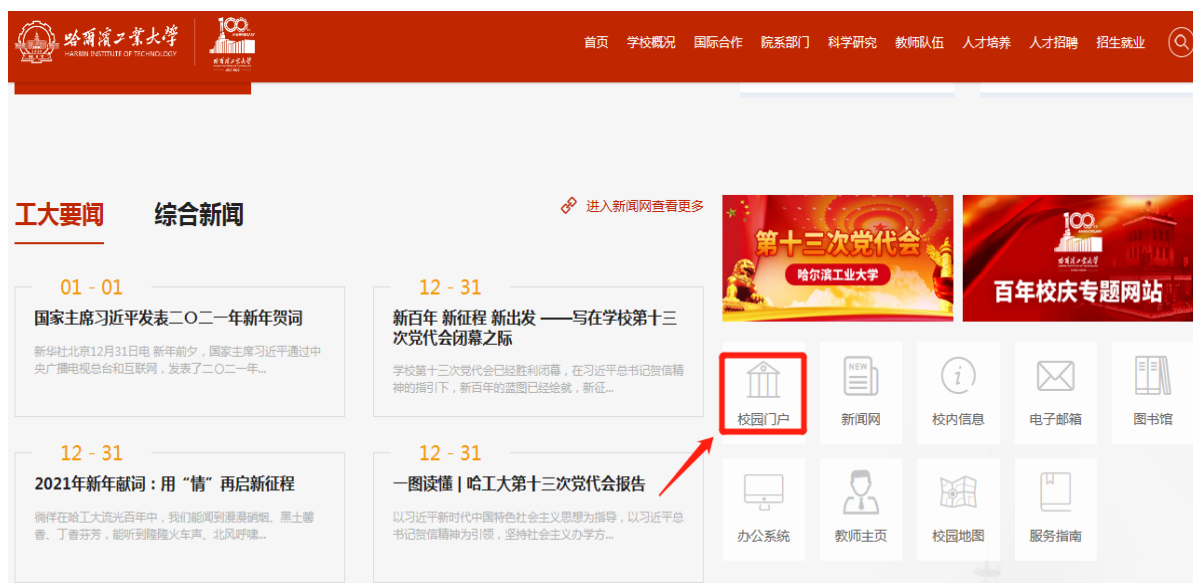 哈爾濱工業大學
HARBIN INSTITUTE OF TECHNOLOGY
100
首页 学校概况 国际合作 院系部门 科学研究 教师队伍 人才培养 人才招聘 招生就业
工大要闻 综合新闻
进入新闻网查看更多
01 - 01
国家主席习近平发表二〇二一年新年贺词
新华社北京12月31日电 新年前夕，国家主席习近平通过中
央广播电视总台和互联网，发表了二〇二一年...
12 - 31
新百年 新征程 新出发 ——写在学校第十三
次党代会闭幕之际
学校第十三次党代会已经胜利闭幕，在习近平总书记贺信精
神的指引下，新百年的蓝图已经绘就，新征...
12 - 31
2021年新年献词：用“情”再启新征程
徜徉在哈工大流光百年中，我们能闻到漫漫硝烟、黑土馨
香、丁香芬芳，能听到隆隆火车声、北风呼啸...
12 - 31
一图读懂 | 哈工大第十三次党代会报告
以习近平新时代中国特色社会主义思想为指导，以习近平总
书记贺信精神为引领，坚持社会主义办学方...
第十三次党代会
哈尔滨工业大学
100
百年校庆专题网站
校园门户
NEW
新闻网
校内信息
电子邮箱
图书馆
办公系统
教师主页
校园地图
服务指南